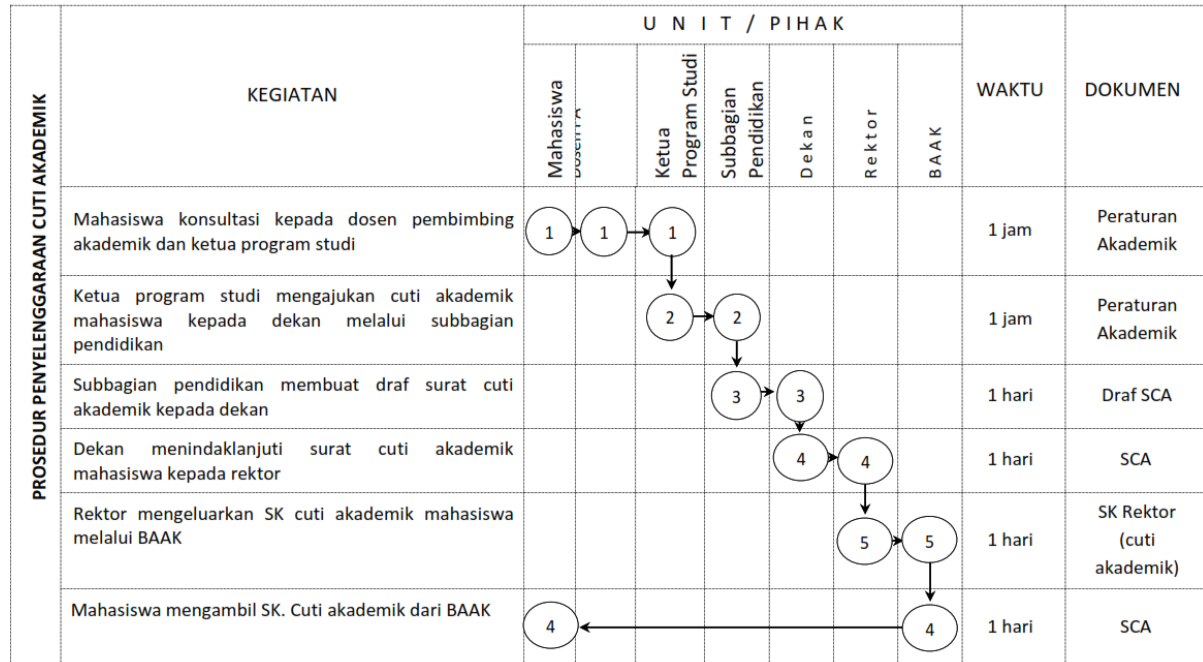 PROSEDUR PENYELENGGARAAN CUTI AKADEMIK
KEGIATAN
U N I T / PIHAK
Mahasiswa
Ketua
Program Studi
Subbagian
Pendidikan
Dekan
Rektor
BAAK
WAKTU
DOKUMEN
Mahasiswa konsultasi kepada dosen pembimbing
akademik dan ketua program studi
1
1
1
1 jam
Peraturan
Akademik
Ketua program studi mengajukan cuti akademik
mahasiswa kepada dekan melalui subbagian
pendidikan
2
2
1 jam
Peraturan
Akademik
Subbagian pendidikan membuat draf surat cuti
akademik kepada dekan
3
3
1 hari
Draf SCA
Dekan menindaklanjuti surat cuti akademik
mahasiswa kepada rektor
4
4
1 hari
SCA
Rektor mengeluarkan SK cuti akademik mahasiswa
melalui BAAK
5
5
1 hari
SK Rektor
(cuti
akademik)
Mahasiswa mengambil SK. Cuti akademik dari BAAK
4
4
1 hari
SCA